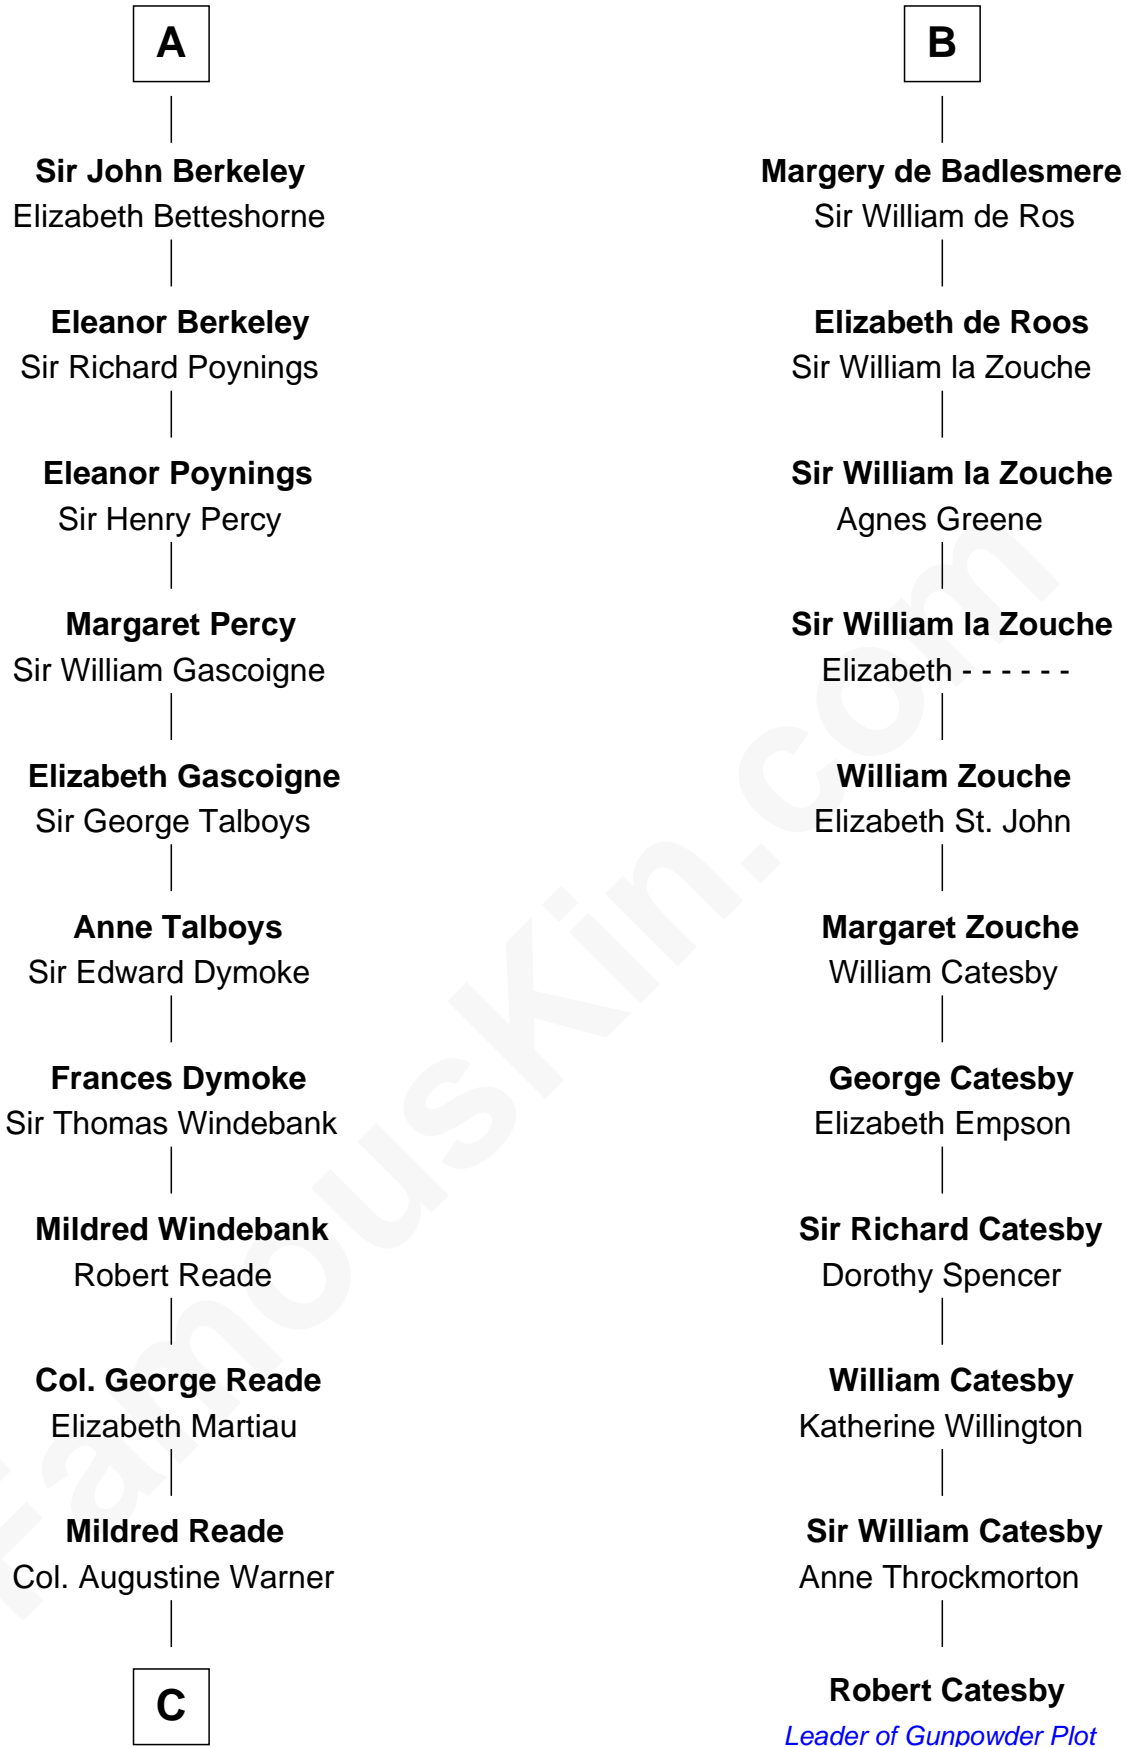 A
Sir John Berkeley
Elizabeth Betteshorne
Eleanor Berkeley
Sir Richard Poynings
Eleanor Poynings
Sir Henry Percy
Margaret Percy
Sir William Gascoigne
Elizabeth Gascoigne
Sir George Talboys
Anne Talboys
Sir Edward Dymoke
Frances Dymoke
Sir Thomas Windebank
Mildred Windebank
Robert Reade
Col. George Reade
Elizabeth Martiau
Mildred Reade
Col. Augustine Warner
C
B
Margery de Badlesmere
Sir William de Ros
Elizabeth de Roos
Sir William la Zouche
Sir William la Zouche
Agnes Greene
Sir William la Zouche
Elizabeth - - - - - -
William Zouche
Elizabeth St. John
Margaret Zouche
William Catesby
George Catesby
Elizabeth Empson
Sir Richard Catesby
Dorothy Spencer
William Catesby
Katherine Willington
Sir William Catesby
Anne Throckmorton
Robert Catesby
Leader of Gunpowder Plot
FamousKin.com